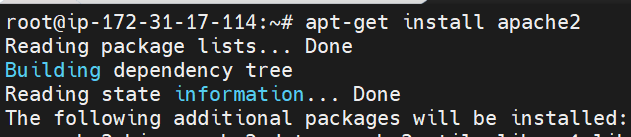 root@ip-172-31-17-114:~# apt-get install apache2
Reading package lists... Done
Building dependency tree
Reading state information... Done
The following additional packages will be installed: